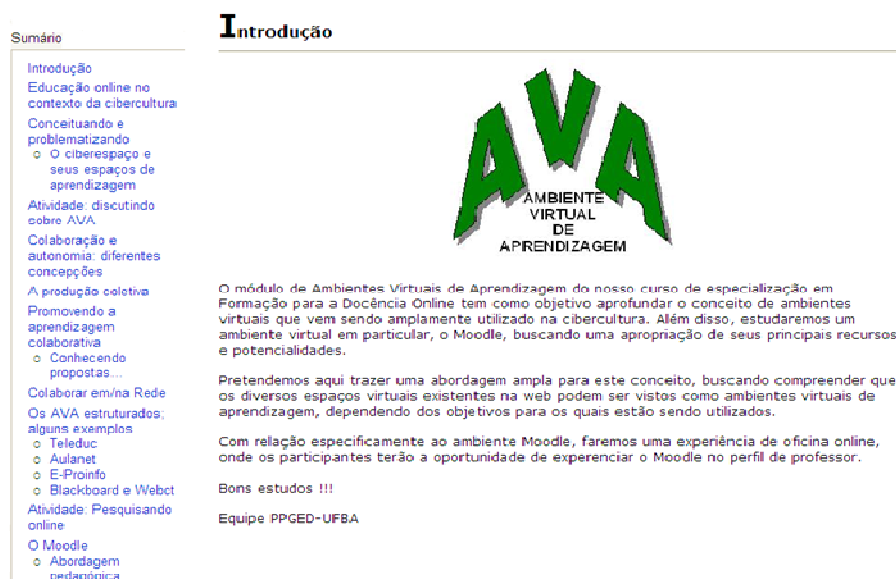 Sumário
Introdução
Educação online no
contexto da cibercultura
Conceituando e
problematizando
O ciberespaço e
seus espaços de
aprendizagem
Atividade: discutindo
sobre AVA
Colaboração e
autonomia: diferentes
concepções
A produção coletiva
Promovendo a
aprendizagem
colaborativa
Conhecendo
propostas...
Colaborar em/na Rede
Os AVA estruturados:
alguns exemplos
Teleduc
Aulanet
E-Proinfo
Blackboard e Webct
Atividade: Pesquisando
online
O Moodle
Abordagem
pedagógica
Introdução
AVA
AMBIENTE
VIRTUAL
DE
APRENDIZAGEM
O módulo de Ambientes Virtuais de Aprendizagem do nosso curso de especialização em
Formação para a Docência Online tem como objetivo aprofundar o conceito de ambientes
virtuais que vem sendo amplamente utilizado na cibercultura. Além disso, estudaremos um
ambiente virtual em particular, o Moodle, buscando uma apropriação de seus principais recursos
e potencialidades.
Pretendemos aqui trazer uma abordagem ampla para este conceito, buscando compreender que
os diversos espaços virtuais existentes na web podem ser vistos como ambientes virtuais de
aprendizagem, dependendo dos objetivos para os quais estão sendo utilizados.
Com relação especificamente ao ambiente Moodle, faremos uma experiência de oficina online,
onde os participantes terão a oportunidade de experenciar o Moodle no perfil de professor.
Bons estudos !!!
Equipe PPGED-UFBA